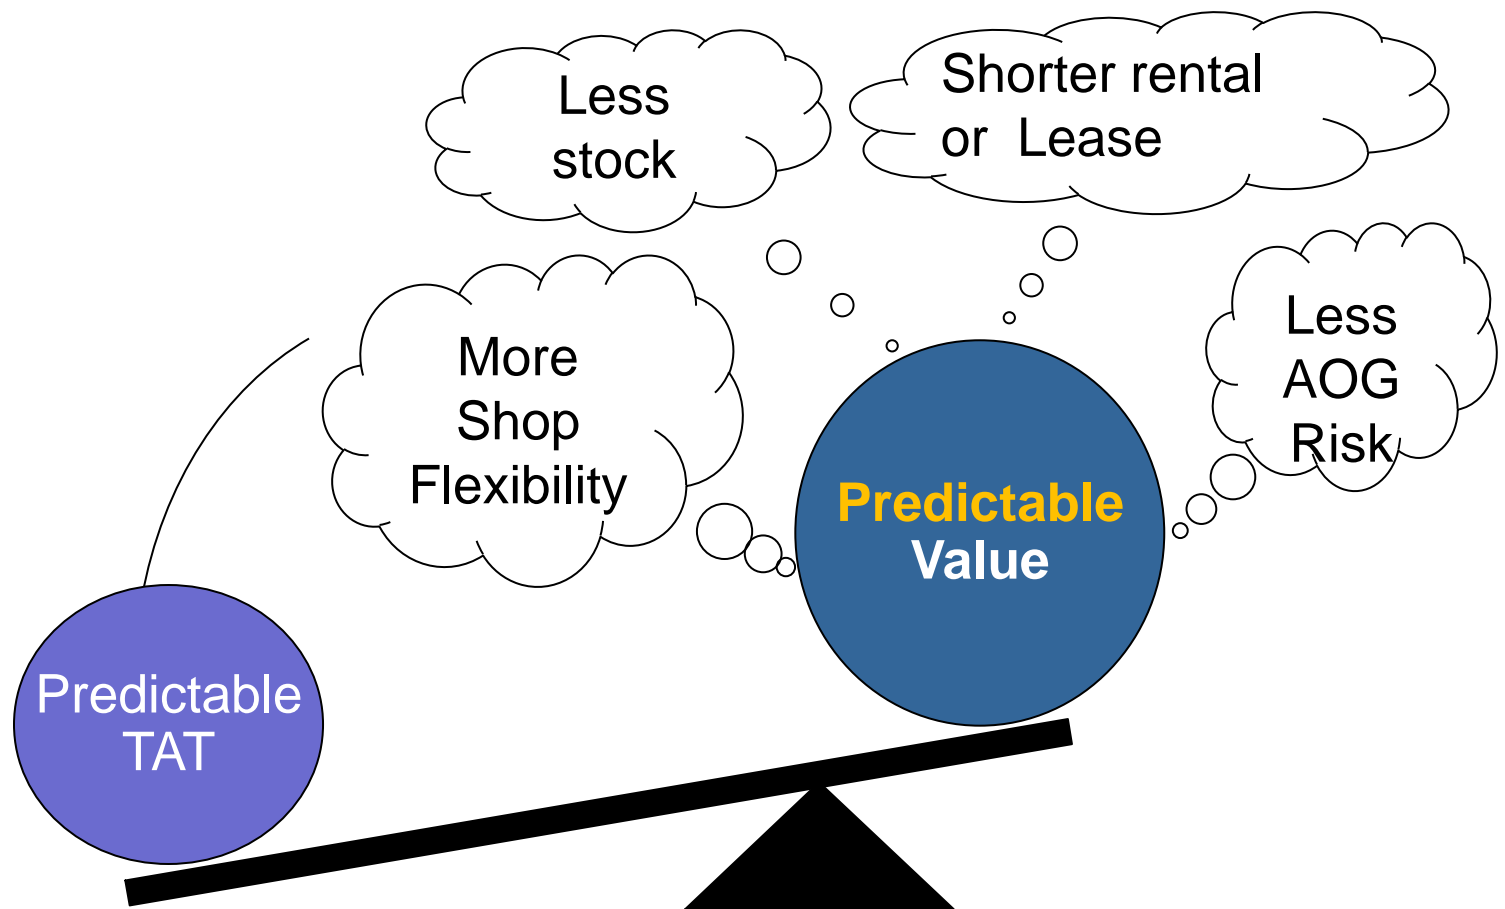 Less
stock
Shorter rental
or Lease
More
Shop
Flexibility
Less
AOG
Risk
Predictable
Value
Predictable
TAT